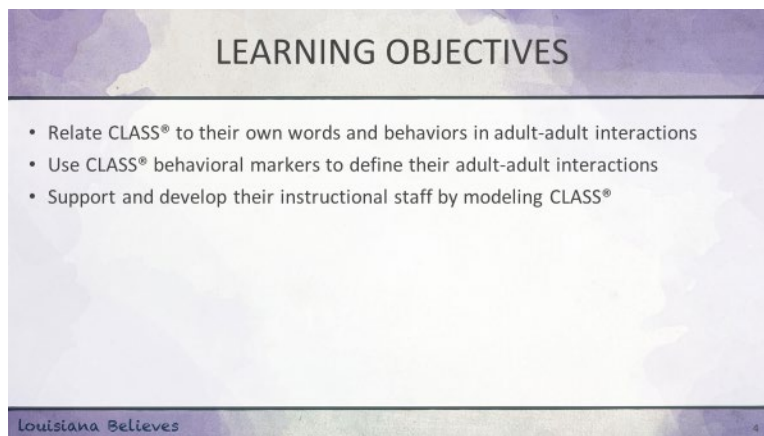 LEARNING OBJECTIVES
• Relate CLASS® to their own words and behaviors in adult-adult interactions
• Use CLASS® behavioral markers to define their adult-adult interactions
• Support and develop their instructional staff by modeling CLASS®
Louisiana Believes
4